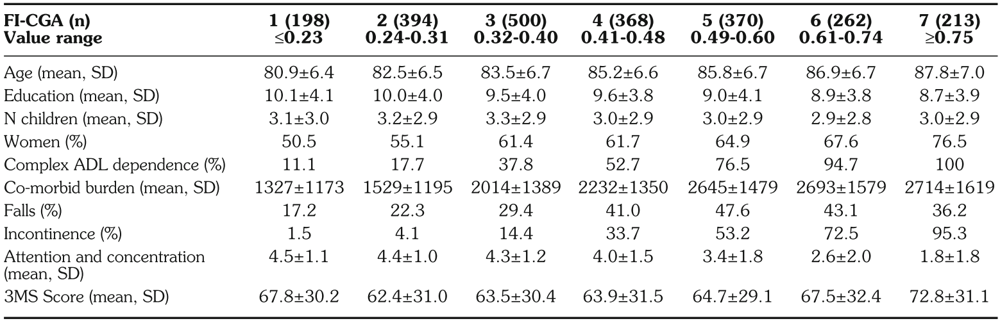 FI-CGA (n) 1 (198) 2 (394) 3 (500) 4 (368) 5 (370) 6 (262) 7 (213)
Value range ≤0.23 0.24-0.31 0.32-0.40 0.41-0.48 0.49-0.60 0.61-0.74 ≥0.75
Age (mean, SD) 80.9±6.4 82.5±6.5 83.5±6.7 85.2±6.6 85.8±6.7 86.9±6.7 87.8±7.0
Education (mean, SD) 10.1±4.1 10.0±4.0 9.5±4.0 9.6±3.8 9.0±4.1 8.9±3.8 8.7±3.9
N children (mean, SD) 3.1±3.0 3.2±2.9 3.3±2.9 3.0±2.9 3.0±2.9 2.9±2.8 3.0±2.9
Women (%) 50.5 55.1 61.4 61.7 64.9 67.6 76.5
Complex ADL dependence (%) 11.1 17.7 37.8 52.7 76.5 94.7 100
Co-morbid burden (mean, SD) 1327±1173 1529±1195 2014±1389 2232±1350 2645±1479 2693±1579 2714±1619
Falls (%) 17.2 22.3 29.4 41.0 47.6 43.1 36.2
Incontinence (%) 1.5 4.1 14.4 33.7 53.2 72.5 95.3
Attention and concentration 4.5±1.1 4.4±1.0 4.3±1.2 4.0±1.5 3.4±1.8 2.6±2.0 1.8±1.8
(mean, SD)
3MS Score (mean, SD) 67.8±30.2 62.4±31.0 63.5±30.4 63.9±31.5 64.7±29.1 67.5±32.4 72.8±31.1